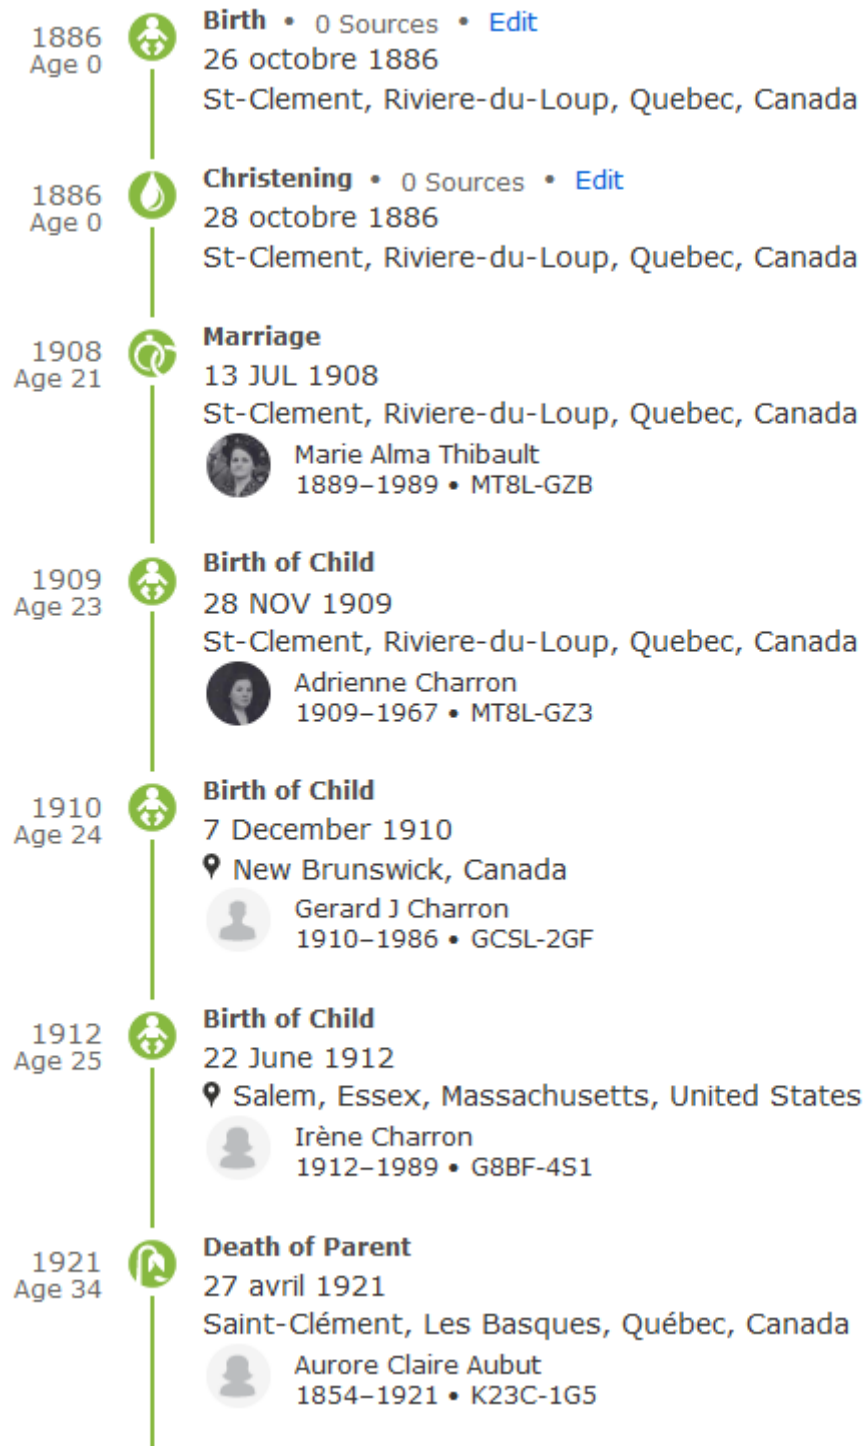 1886
Age 0
Birth • 0 Sources • Edit
26 octobre 1886
St-Clement, Riviere-du-Loup, Quebec, Canada
1886
Age 0
Christening • 0 Sources • Edit
28 octobre 1886
St-Clement, Riviere-du-Loup, Quebec, Canada
1908
Age 21
Marriage
13 JUL 1908
St-Clement, Riviere-du-Loup, Quebec, Canada
Marie Alma Thibault
1889–1989 • MT8L-GZB
1909
Age 23
Birth of Child
28 NOV 1909
St-Clement, Riviere-du-Loup, Quebec, Canada
Adrienne Charron
1909–1967 • MT8L-GZ3
1910
Age 24
Birth of Child
7 December 1910
New Brunswick, Canada
Gerard J Charron
1910–1986 • GCSL-2GF
1912
Age 25
Birth of Child
22 June 1912
Salem, Essex, Massachusetts, United States
Irène Charron
1912–1989 • G8BF-4S1
1921
Age 34
Death of Parent
27 avril 1921
Saint-Clément, Les Basques, Québec, Canada
Aurore Claire Aubut
1854–1921 • K23C-1G5